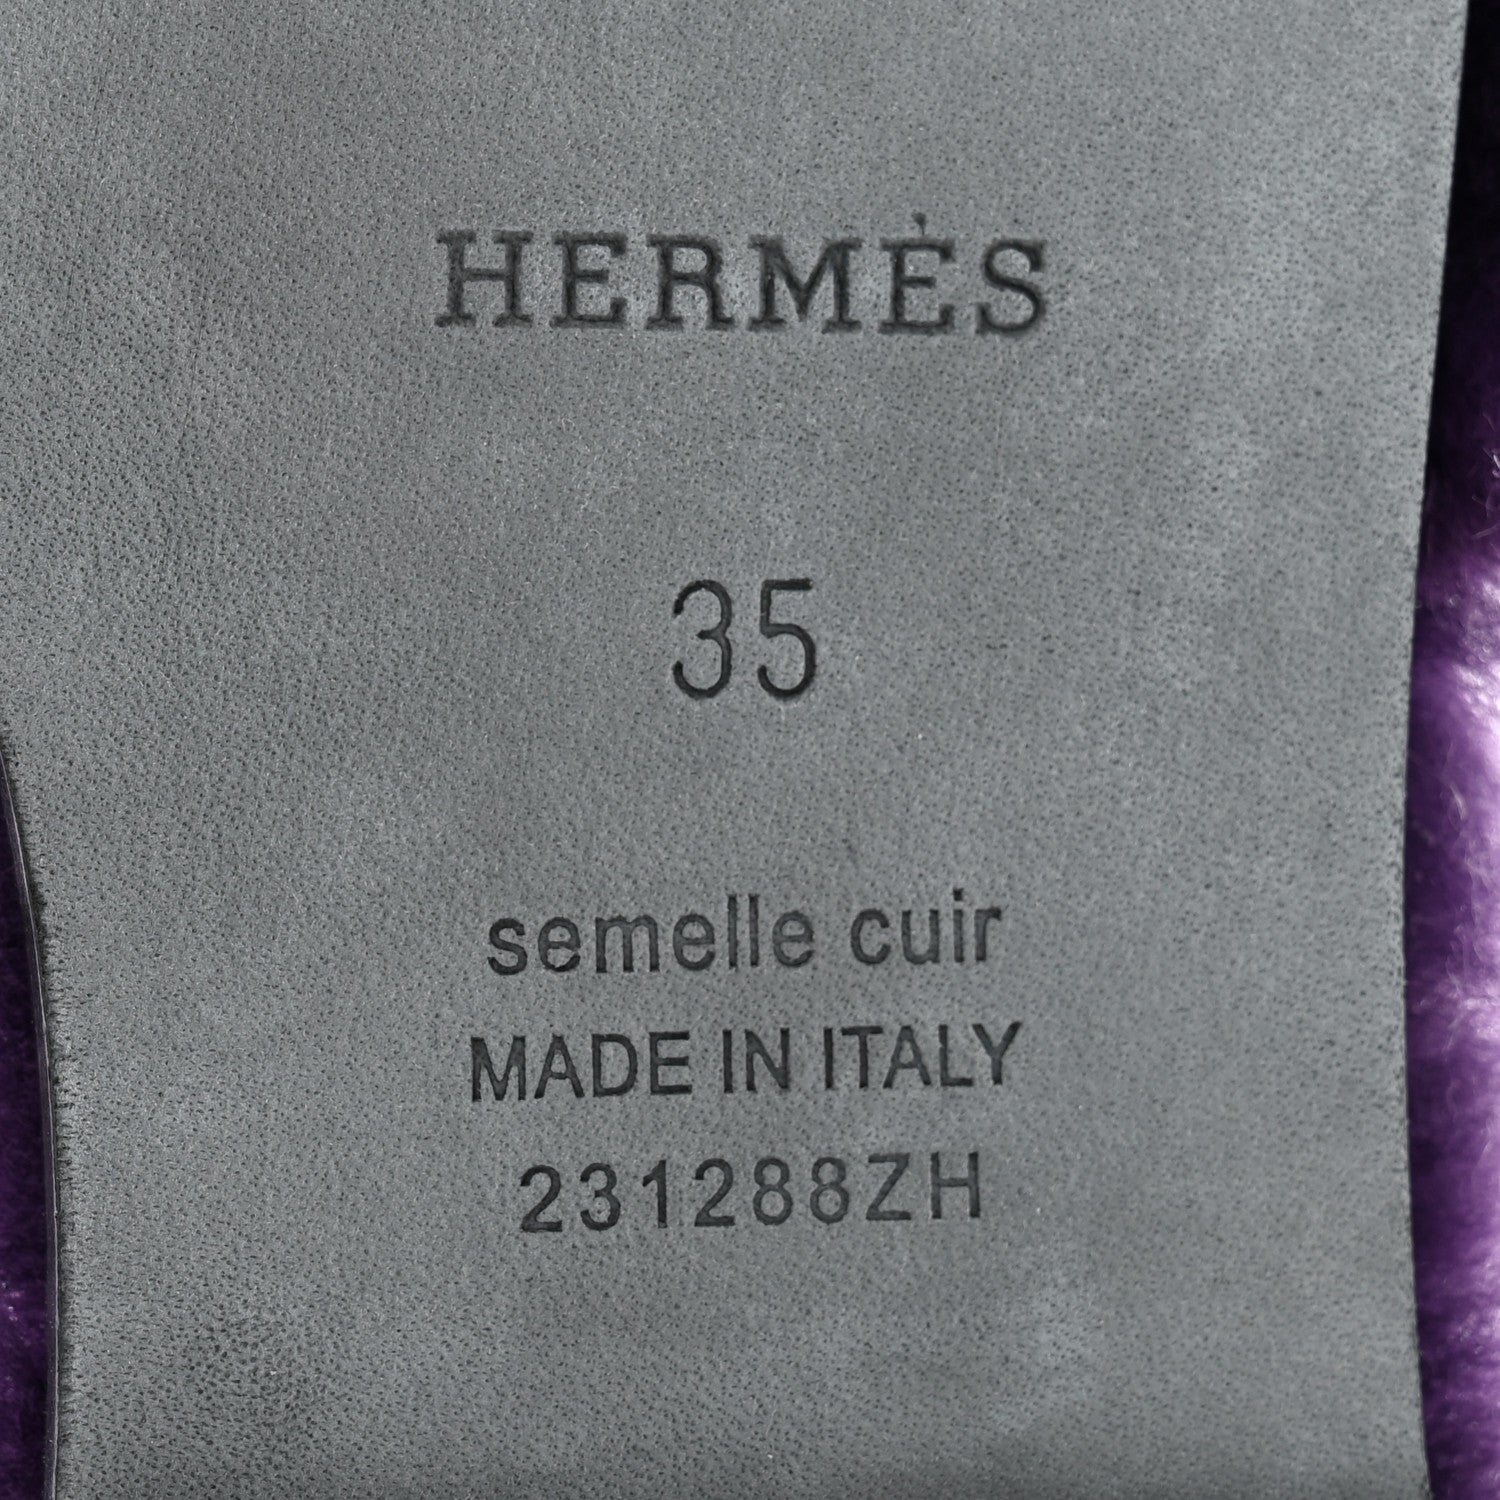 HERMÈS
35
semelle cuir
MADE IN ITALY
231288ZH